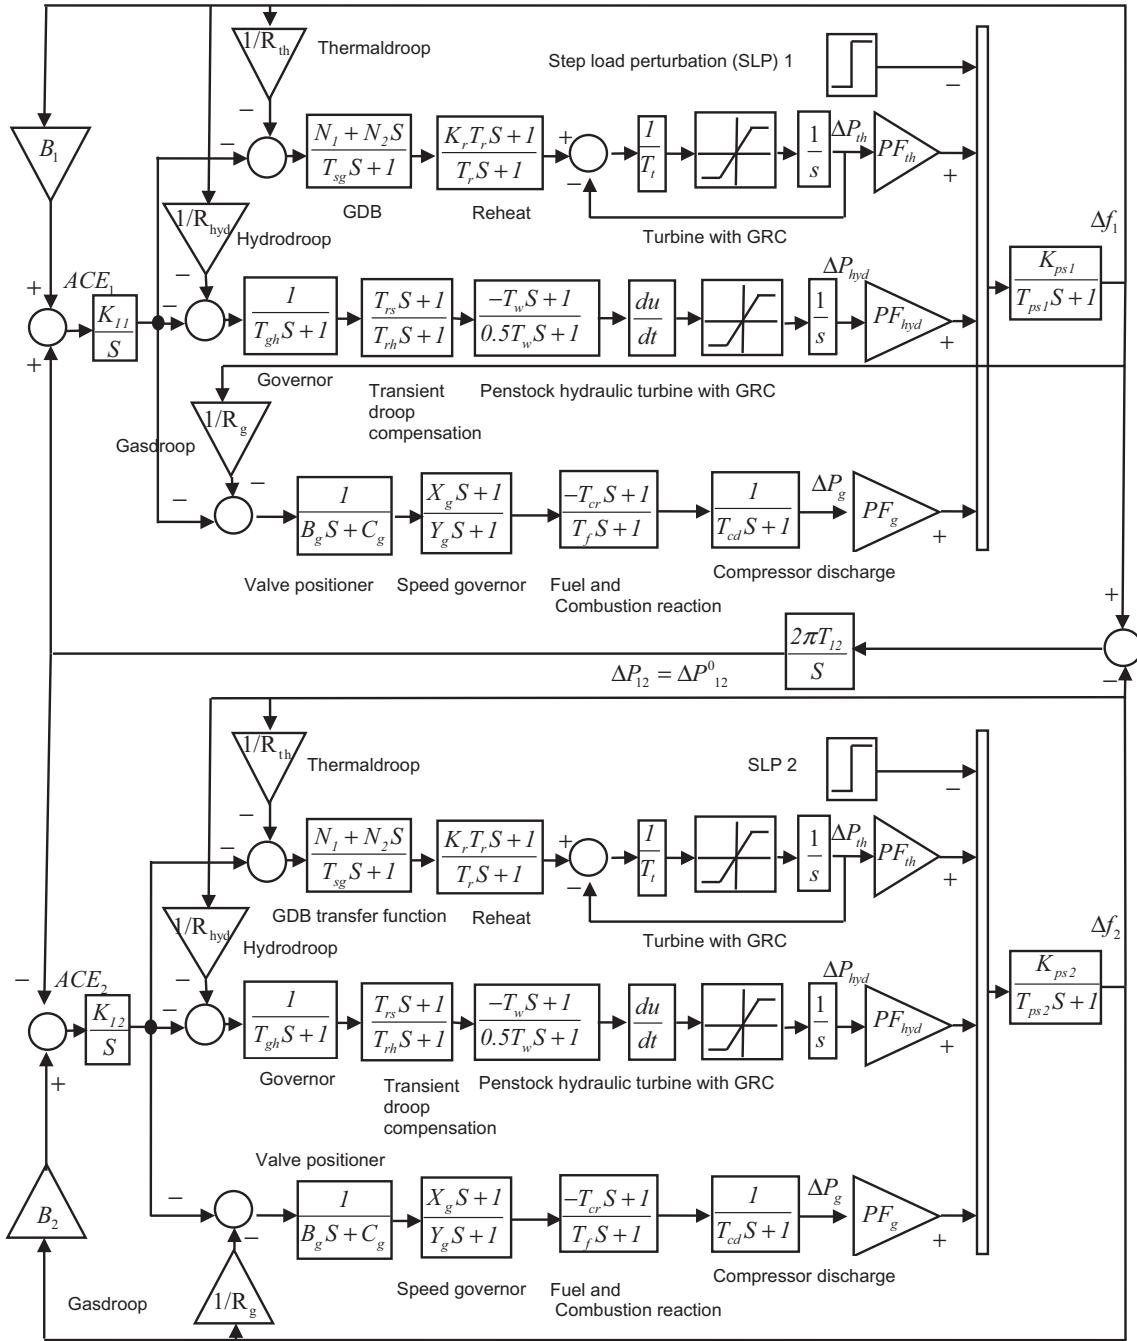 1/R_th
Thermaldroop
Step load perturbation (SLP) 1
−
−
B_1
−
N_1 + N_2 S
T_sg S + 1
K_r T_r S + 1
T_r S + 1
+
−
1
T_t
1
s
ΔP_th
PF_th
+
GDB
Reheat
Turbine with GRC
1/R_hyd
Hydrodroop
Δf_1
+
ACE_1
+
K_11
S
−
−
1
T_gh S + 1
T_rs S + 1
T_rh S + 1
−T_w S + 1
0.5T_w S + 1
du
dt
1
s
ΔP_hyd
PF_hyd
+
K_ps1
T_ps1 S + 1
Governor
Transient
droop
compensation
Penstock hydraulic turbine with GRC
1/R_g
Gasdroop
−
−
1
B_g S + C_g
X_g S + 1
Y_g S + 1
−T_cr S + 1
T_f S + 1
1
T_cd S + 1
ΔP_g
PF_g
+
Valve positioner
Speed governor
Fuel and
Combustion reaction
Compressor discharge
+
−
2πT_12
S
ΔP_12 = ΔP^0_12
1/R_th
Thermaldroop
SLP 2
−
−
−
N_1 + N_2 S
T_sg S + 1
K_r T_r S + 1
T_r S + 1
+
−
1
T_t
1
s
ΔP_th
PF_th
+
GDB transfer function
Reheat
Turbine with GRC
1/R_hyd
Hydrodroop
Δf_2
−
ACE_2
+
K_12
S
−
−
1
T_gh S + 1
T_rs S + 1
T_rh S + 1
−T_w S + 1
0.5T_w S + 1
du
dt
1
s
ΔP_hyd
PF_hyd
+
K_ps2
T_ps2 S + 1
Governor
Transient
droop
compensation
Penstock hydraulic turbine with GRC
Valve positioner
B_2
−
−
1
B_g S + C_g
X_g S + 1
Y_g S + 1
−T_cr S + 1
T_f S + 1
1
T_cd S + 1
ΔP_g
PF_g
+
Gasdroop
1/R_g
Speed governor
Fuel and
Combustion reaction
Compressor discharge